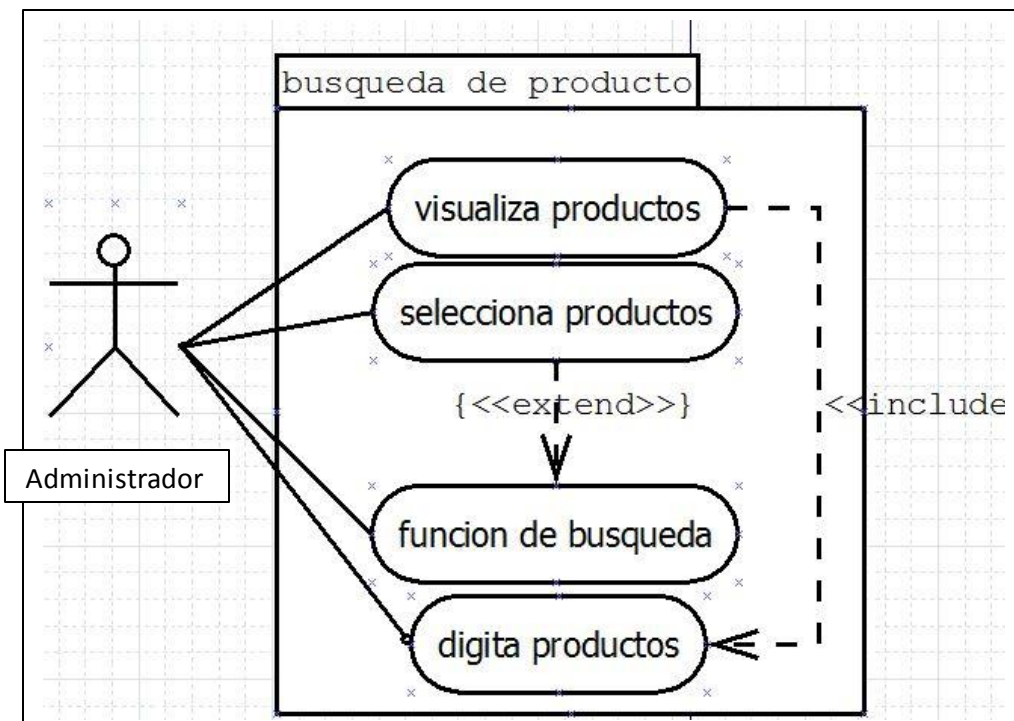 busqueda de producto
visualiza productos
selecciona productos
{<<extend>>}
<<include
Administrador
funcion de busqueda
digita productos